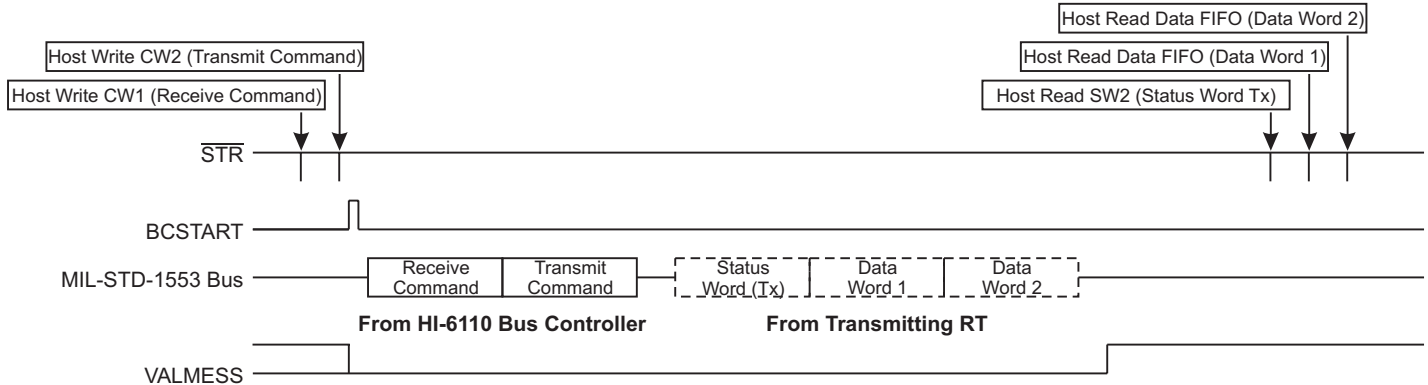 Host Write CW2 (Transmit Command)
Host Write CW1 (Receive Command)
Host Read Data FIFO (Data Word 2)
Host Read Data FIFO (Data Word 1)
Host Read SW2 (Status Word Tx)
STR
BCSTART
MIL-STD-1553 Bus
Receive
Command
Transmit
Command
Status
Word (Tx)
Data
Word 1
Data
Word 2
From HI-6110 Bus Controller
From Transmitting RT
VALMESS